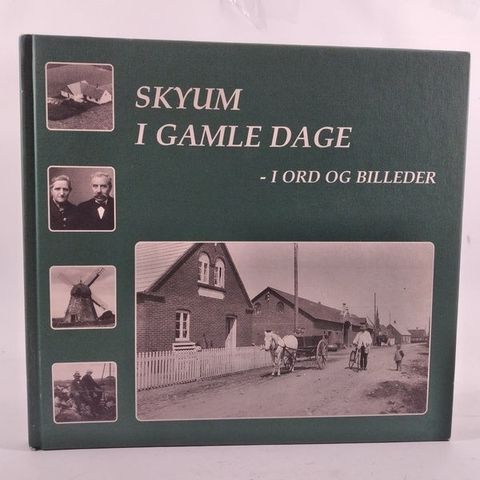 SKYUM
I GAMLE DAGE
- I ORD OG BILLEDER